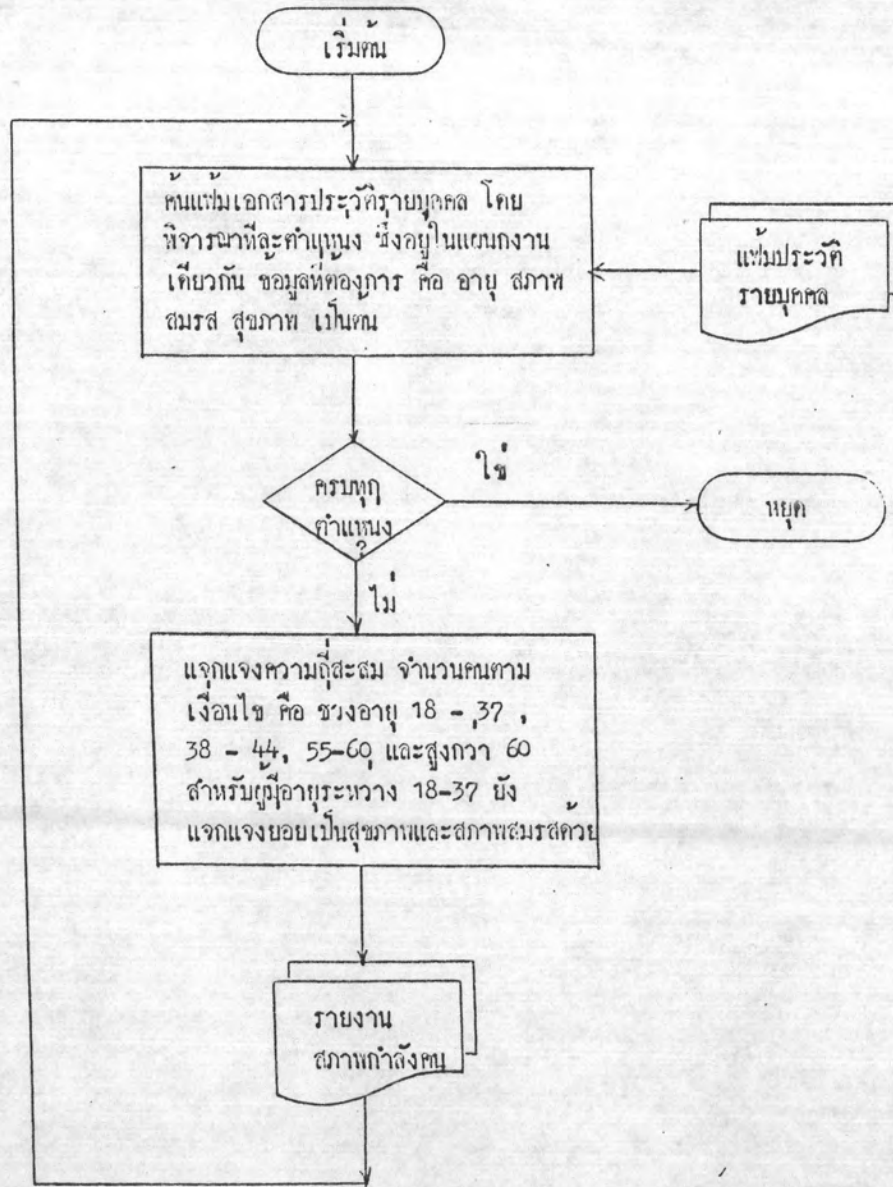 เริ่มต้น
ค้นแฟ้มเอกสารประวัติรายบุคคล โดย
พิจารณาทีละตำแหน่ง ซึ่งอยู่ในแผนกงาน
เดียวกัน ข้อมูลที่ต้องการ คือ อายุ สภาพ
สมรส สุขภาพ เป็นต้น
แฟ้มประวัติ
รายบุคคล
ครบทุก
ตำแหน่ง
?
ใช่
หยุด
ไม่
แจกแจงความถี่สะสม จำนวนคนตาม
เงื่อนไข คือ ช่วงอายุ 18 - 37 ,
38 - 44, 55-60 และสูงกว่า 60
สำหรับผู้มีอายุระหว่าง 18-37 ยัง
แจกแจงย่อยเป็นสุขภาพและสภาพสมรสด้วย
รายงาน
สภาพกำลังคน